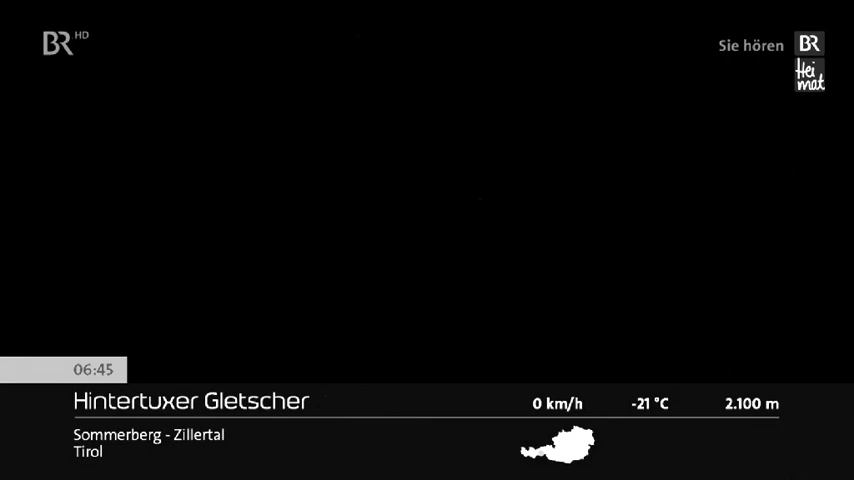 BR HD
Sie hören BR
Hei
mat
06:45
Hintertuxer Gletscher 0 km/h -21 °C 2.100 m
Sommerberg - Zillertal
Tirol